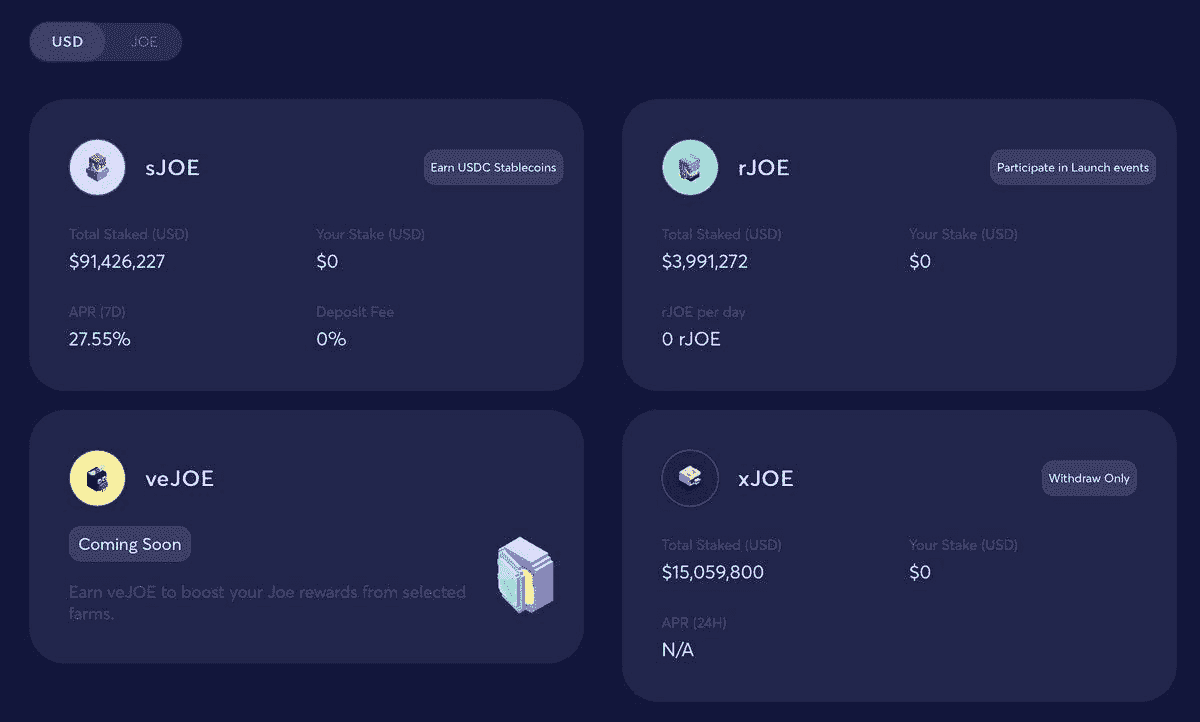 USD JOE
sJOE
Earn USDC Stablecoins
Total Staked (USD) Your Stake (USD)
$91,426,227 $0
APR (7D) Deposit Fee
27.55% 0%
rJOE
Participate in Launch events
Total Staked (USD) Your Stake (USD)
$3,991,272 $0
rJOE per day
0 rJOE
veJOE
Coming Soon
Earn veJOE to boost your Joe rewards from selected
farms.
xJOE
Withdraw Only
Total Staked (USD) Your Stake (USD)
$15,059,800 $0
APR (24H)
N/A